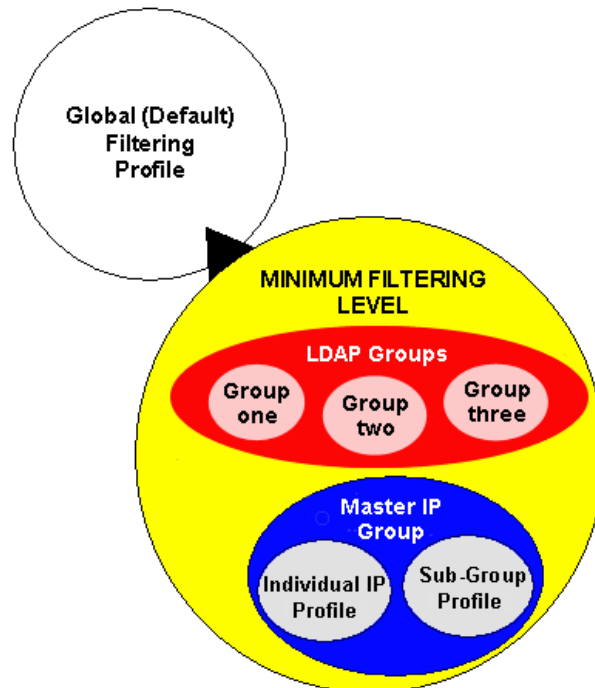 Global (Default)
Filtering
Profile
MINIMUM FILTERING
LEVEL
LDAP Groups
Group
one
Group
two
Group
three
Master IP
Group
Individual IP
Profile
Sub-Group
Profile